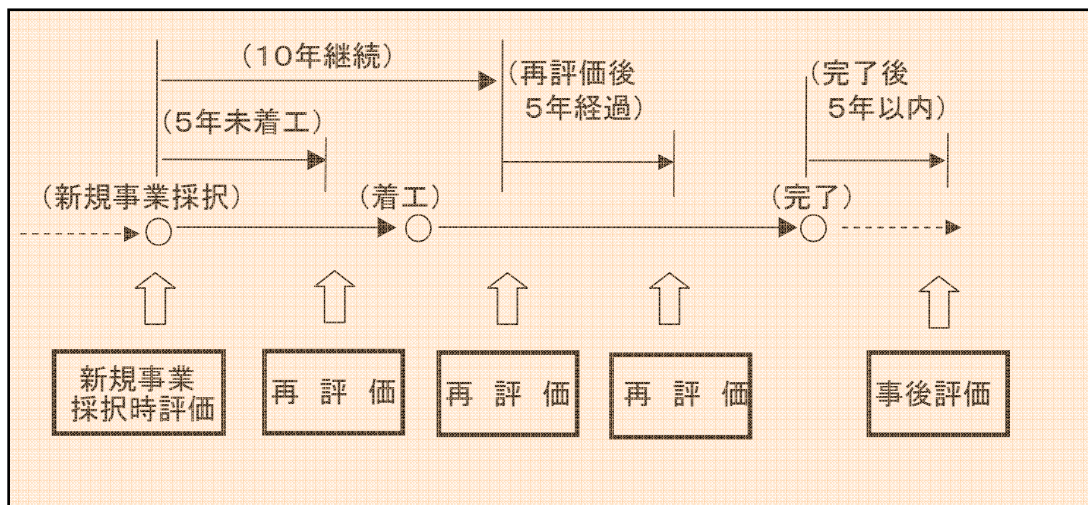 (10年継続)
(再評価後
5年経過)
(完了後
5年以内)
(5年未着工)
(新規事業採択)
(着工)
(完了)
新規事業
採択時評価
再 評 価
再 評 価
再 評 価
事後評価